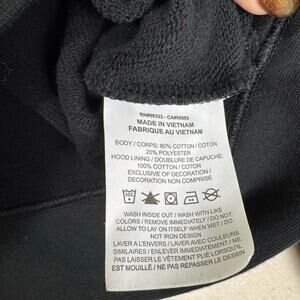 RN#56323 - CA#05553
MADE IN VIETNAM
FABRIQUE AU VIETNAM
BODY / CORPS: 80% COTTON / COTON
20% POLYESTER
HOOD LINING / DOUBLURE DE CAPUCHE:
100% COTTON / COTON
EXCLUSIVE OF DECORATION /
DECORATION NON COMPRISE
WASH INSIDE OUT / WASH WITH LIKE
COLORS / REMOVE IMMEDIATELY / DO NOT
ALLOW TO LAY ON ITSELF WHEN WET / DO
NOT IRON DESIGN
LAVER A L'ENVERS / LAVER AVEC COULEURS
SIMILAIRES / ENLEVER IMMEDIATEMENT / NE
PAS LAISSER LE VÊTEMENT PLIÉ LORSQU'IL
EST MOUILLÉ / NE PAS REPASSER LE DESSIN